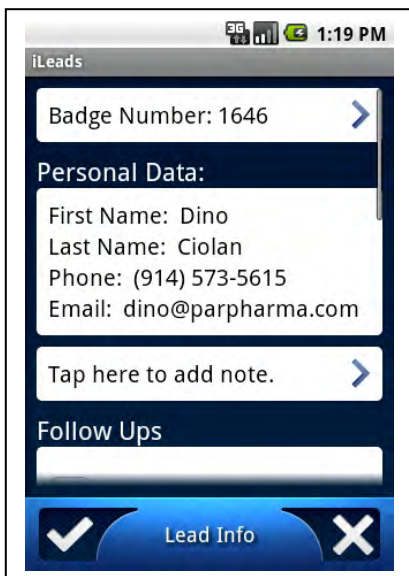 3G 1:19 PM
iLeads
Badge Number: 1646
Personal Data:
First Name: Dino
Last Name: Ciolan
Phone: (914) 573-5615
Email: dino@parpharma.com
Tap here to add note.
Follow Ups
Lead Info